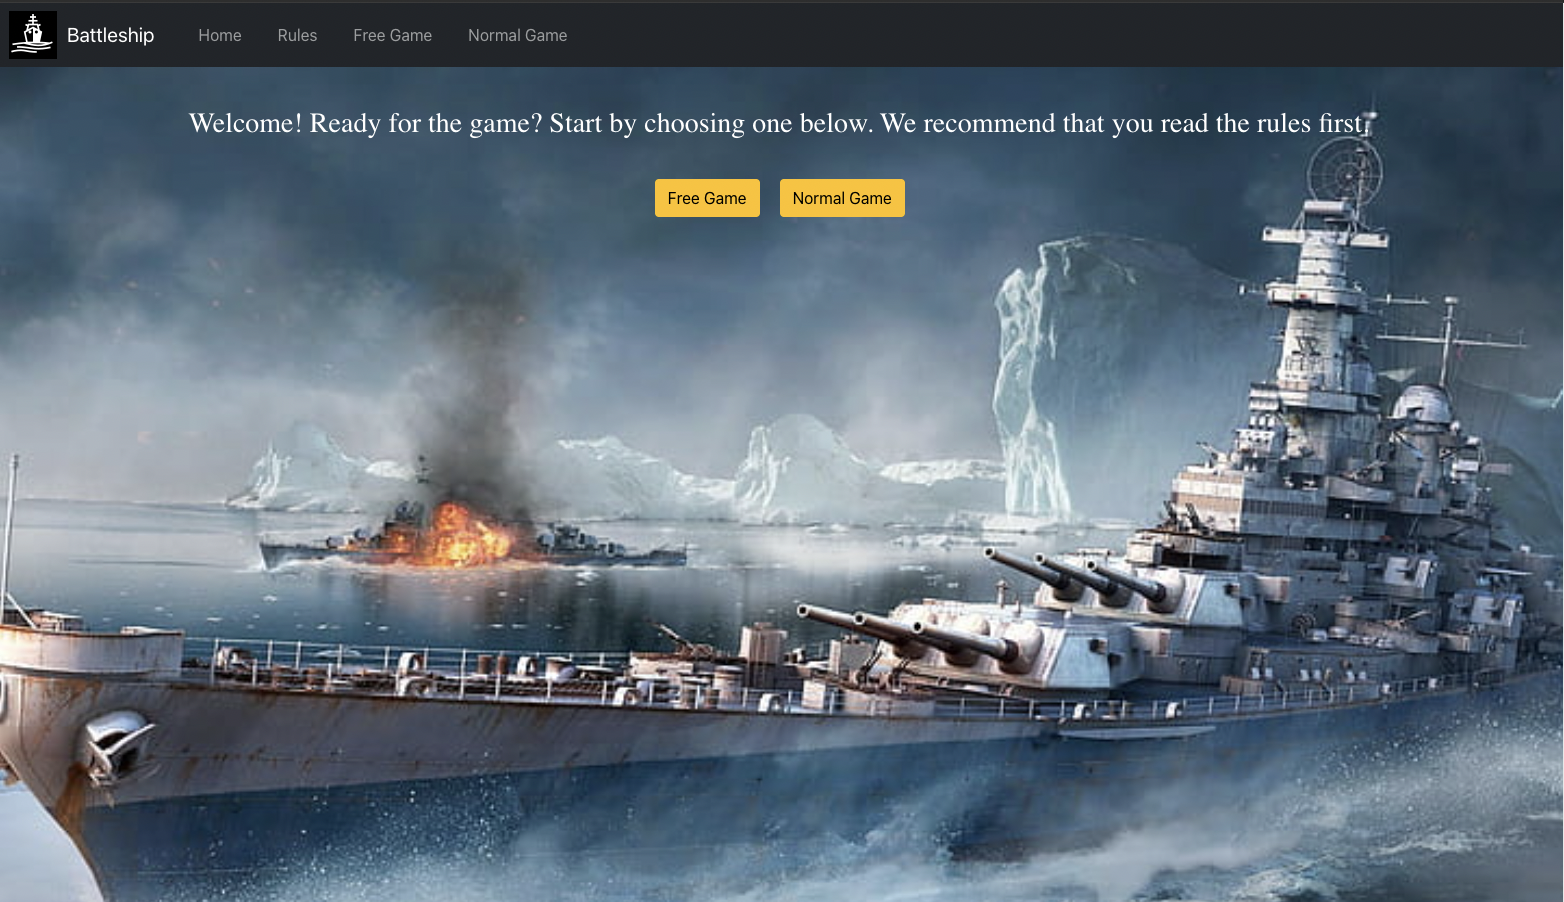 Battleship Home Rules Free Game Normal Game
Welcome! Ready for the game? Start by choosing one below. We recommend that you read the rules first.
Free Game Normal Game